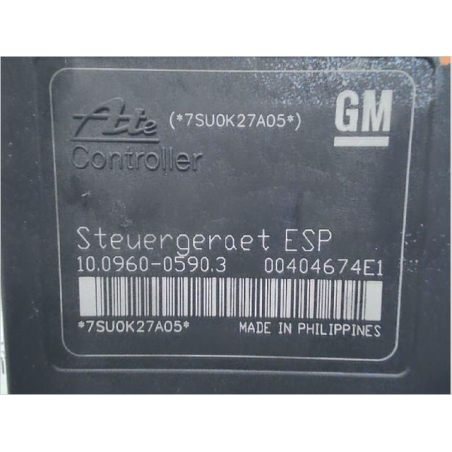 Ate (*7SU0K27A05*) GM
Controller
Steuergeraet ESP
10.0960-0590.3 00404674E1
*7SU0K27A05* MADE IN PHILIPPINES